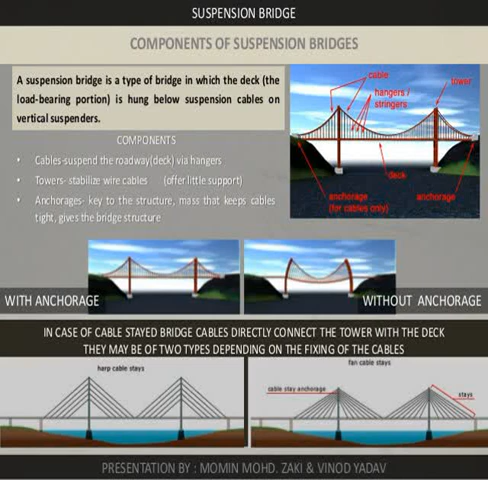 SUSPENSION BRIDGE
COMPONENTS OF SUSPENSION BRIDGES
A suspension bridge is a type of bridge in which the deck (the
load-bearing portion) is hung below suspension cables on
vertical suspenders.
COMPONENTS
• Cables-suspend the roadway(deck) via hangers
• Towers- stabilize wire cables (offer little support)
• Anchorages- key to the structure, mass that keeps cables
tight, gives the bridge structure
cable
tower
hangers /
stringers
deck
anchorage
(for cables only)
anchorage
WITH ANCHORAGE
WITHOUT ANCHORAGE
IN CASE OF CABLE STAYED BRIDGE CABLES DIRECTLY CONNECT THE TOWER WITH THE DECK
THEY MAY BE OF TWO TYPES DEPENDING ON THE FIXING OF THE CABLES
harp cable stays
fan cable stays
cable stay anchorage
stays
PRESENTATION BY : MOMIN MOHD. ZAKI & VINOD YADAV